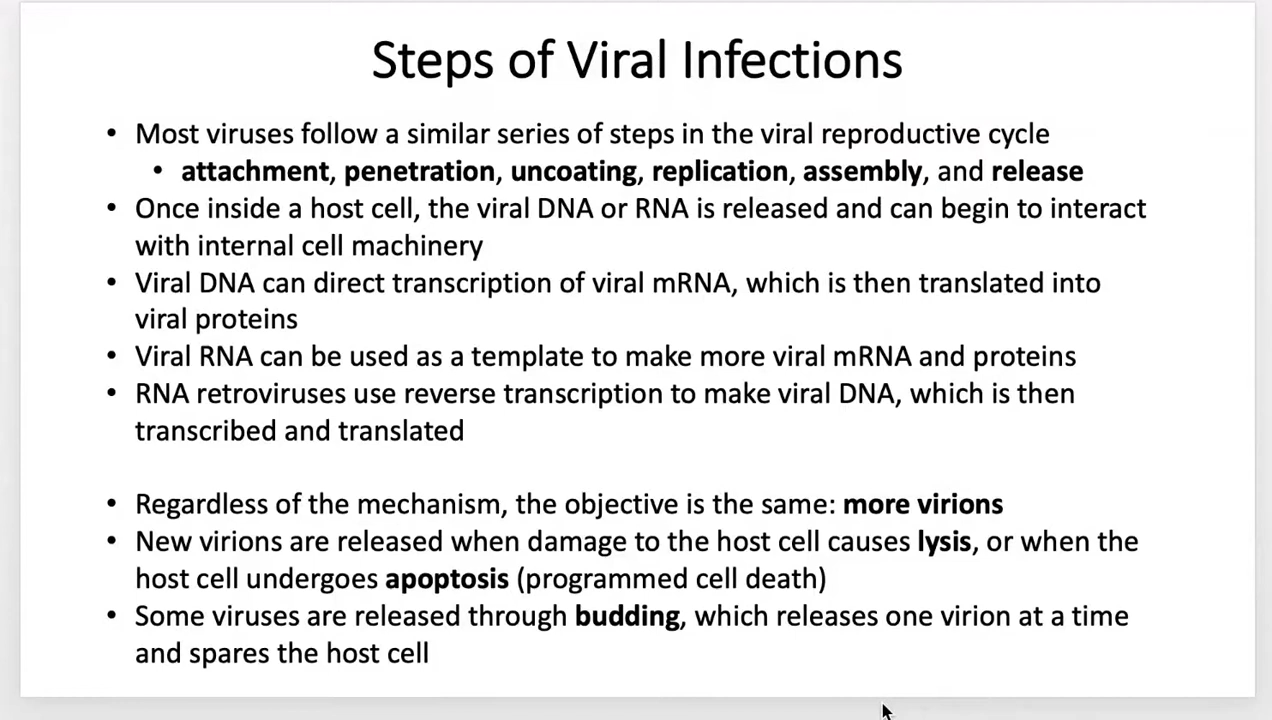 Steps of Viral Infections
• Most viruses follow a similar series of steps in the viral reproductive cycle
• attachment, penetration, uncoating, replication, assembly, and release
• Once inside a host cell, the viral DNA or RNA is released and can begin to interact
with internal cell machinery
• Viral DNA can direct transcription of viral mRNA, which is then translated into
viral proteins
• Viral RNA can be used as a template to make more viral mRNA and proteins
• RNA retroviruses use reverse transcription to make viral DNA, which is then
transcribed and translated
• Regardless of the mechanism, the objective is the same: more virions
• New virions are released when damage to the host cell causes lysis, or when the
host cell undergoes apoptosis (programmed cell death)
• Some viruses are released through budding, which releases one virion at a time
and spares the host cell